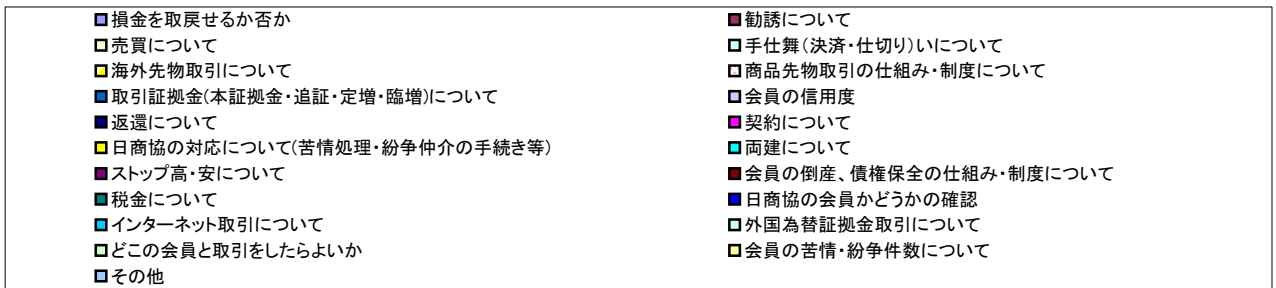 損金を取戻せるか否か
勧誘について
売買について
手仕舞(決済・仕切り)いについて
海外先物取引について
商品先物取引の仕組み・制度について
取引証拠金(本証拠金・追証・定増・臨増)について
会員の信用度
返還について
契約について
日商協の対応について(苦情処理・紛争仲介の手続き等)
両建について
ストップ高・安について
会員の倒産、債権保全の仕組み・制度について
税金について
日商協の会員かどうかの確認
インターネット取引について
外国為替証拠金取引について
どこの会員と取引をしたらよいか
会員の苦情・紛争件数について
その他